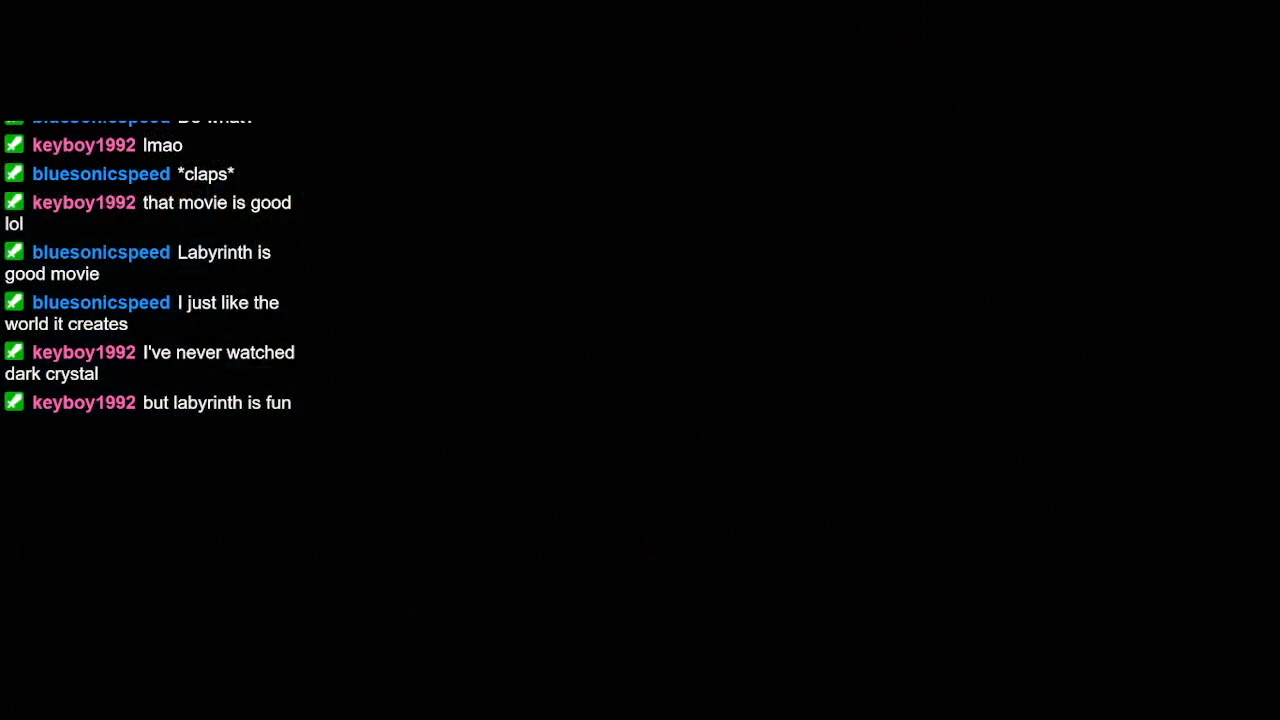 keyboy1992 lmao
bluesonicspeed *claps*
keyboy1992 that movie is good
lol
bluesonicspeed Labyrinth is
good movie
bluesonicspeed I just like the
world it creates
keyboy1992 I've never watched
dark crystal
keyboy1992 but labyrinth is fun